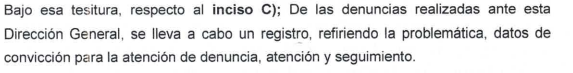 Bajo esa tesitura, respecto al inciso C); De las denuncias realizadas ante esta
Dirección General, se lleva a cabo un registro, refiriendo la problemática, datos de
convicción para la atención de denuncia, atención y seguimiento.